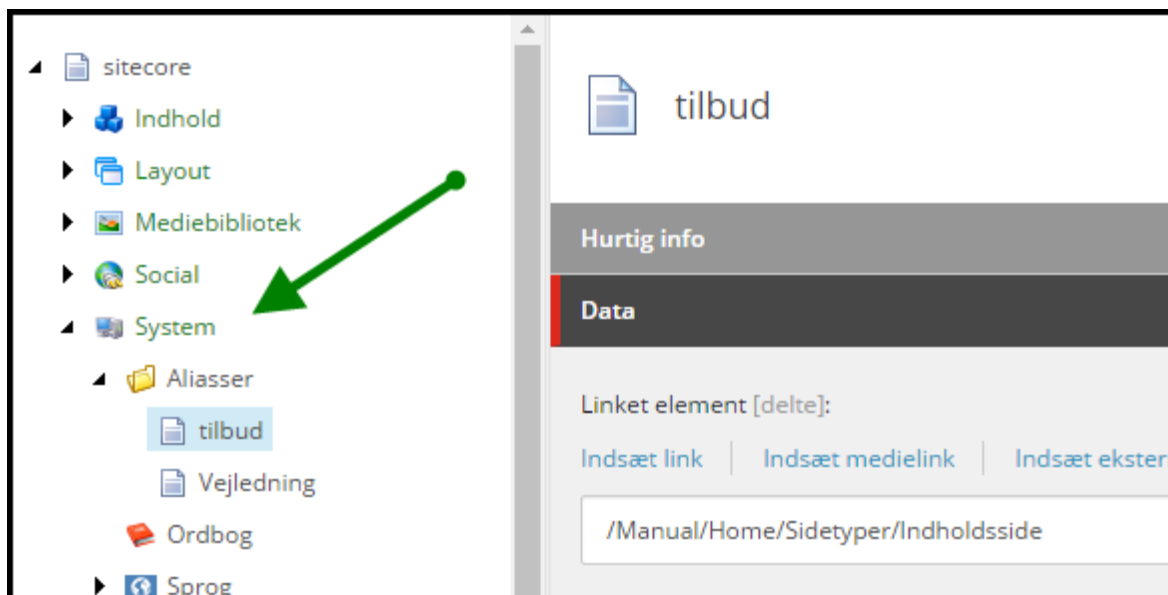 sitecore
Indhold
Layout
Mediebibliotek
Social
System
Aliasser
tilbud
Vejledning
Ordbog
Sprog
tilbud
Hurtig info
Data
Linket element [delte]:
Indsæt link Indsæt medielink Indsæt ekster
/Manual/Home/Sidetyper/Indholdsside